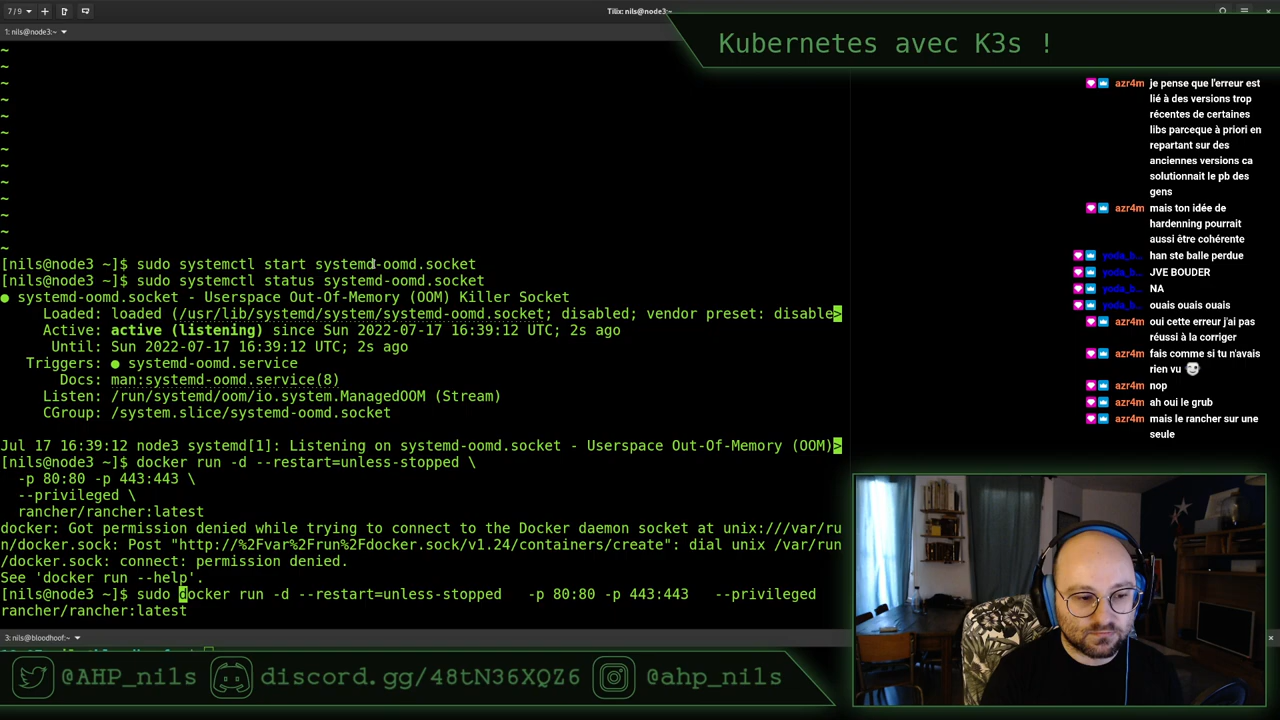 7 / 9
Tilix: nils@node3:~
1: nils@node3:~
Kubernetes avec K3s !
~
~
~
~
~
~
~
~
~
~
~
~
~
[nils@node3 ~]$ sudo systemctl start systemd-oomd.socket
[nils@node3 ~]$ sudo systemctl status systemd-oomd.socket
● systemd-oomd.socket - Userspace Out-Of-Memory (OOM) Killer Socket
Loaded: loaded (/usr/lib/systemd/system/systemd-oomd.socket; disabled; vendor preset: disable>
Active: active (listening) since Sun 2022-07-17 16:39:12 UTC; 2s ago
Until: Sun 2022-07-17 16:39:12 UTC; 2s ago
Triggers: ● systemd-oomd.service
Docs: man:systemd-oomd.service(8)
Listen: /run/systemd/oom/io.system.ManagedOOM (Stream)
CGroup: /system.slice/systemd-oomd.socket
Jul 17 16:39:12 node3 systemd[1]: Listening on systemd-oomd.socket - Userspace Out-Of-Memory (OOM)>
[nils@node3 ~]$ docker run -d --restart=unless-stopped \
-p 80:80 -p 443:443 \
--privileged \
rancher/rancher:latest
docker: Got permission denied while trying to connect to the Docker daemon socket at unix:///var/ru
n/docker.sock: Post "http://%2Fvar%2Frun%2Fdocker.sock/v1.24/containers/create": dial unix /var/run
/docker.sock: connect: permission denied.
See 'docker run --help'.
[nils@node3 ~]$ sudo docker run -d --restart=unless-stopped   -p 80:80 -p 443:443   --privileged
rancher/rancher:latest
3: nils@bloodhoof:~
azr4m je pense que l'erreur est
lié à des versions trop
récentes de certaines
libs parceque à priori en
repartant sur des
anciennes versions ca
solutionnait le pb des
gens
azr4m mais ton idée de
hardenning pourrait
aussi être cohérente
yoda_b... han ste balle perdue
yoda_b... JVE BOUDER
yoda_b... NA
yoda_b... ouais ouais ouais
azr4m oui cette erreur j'ai pas
réussi à la corriger
azr4m fais comme si tu n'avais
rien vu
azr4m nop
azr4m ah oui le grub
azr4m mais le rancher sur une
seule
@AHP_nils
discord.gg/48tN36XQZ6
@ahp_nils